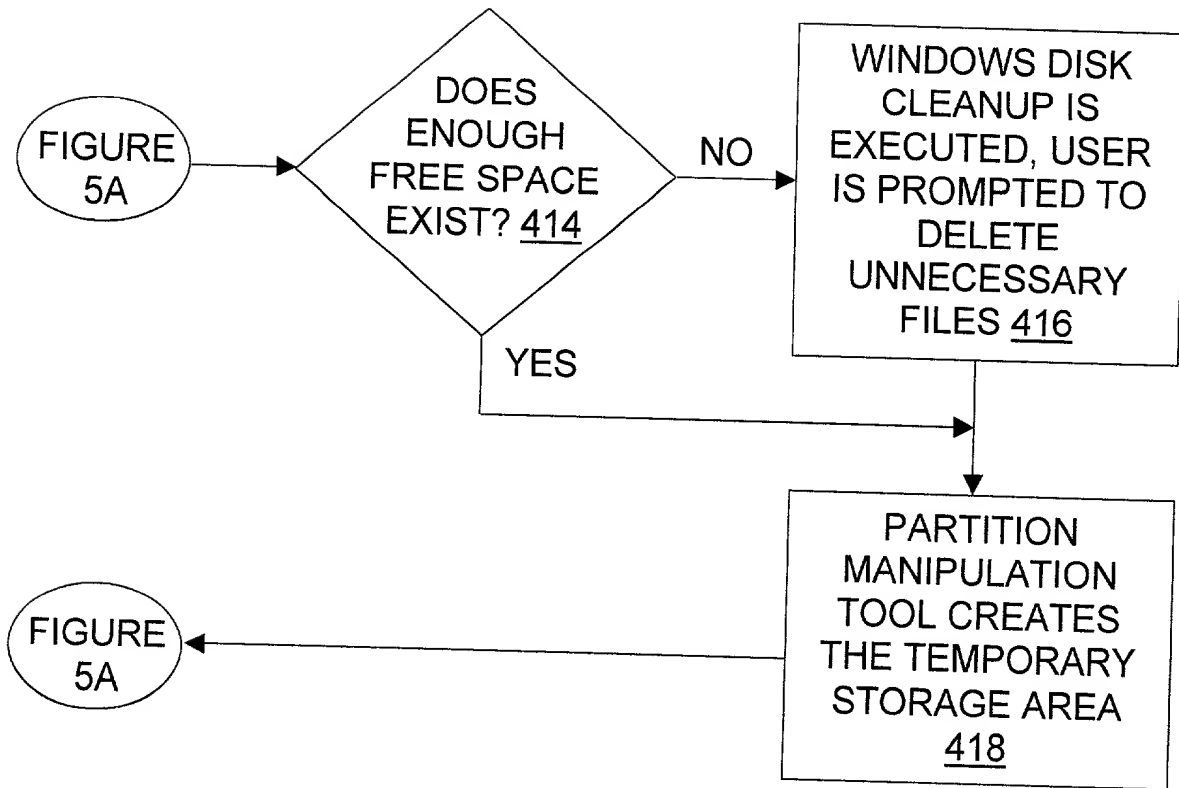 FIGURE
5A
DOES
ENOUGH
FREE SPACE
EXIST? 414
NO
YES
WINDOWS DISK
CLEANUP IS
EXECUTED, USER
IS PROMPTED TO
DELETE
UNNECESSARY
FILES 416
PARTITION
MANIPULATION
TOOL CREATES
THE TEMPORARY
STORAGE AREA
418
FIGURE
5A